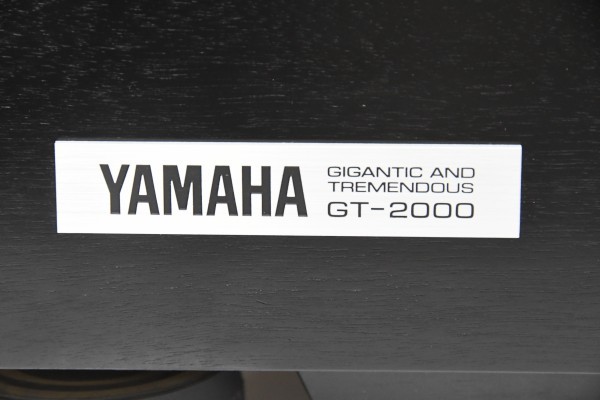 YAMAHA
GIGANTIC AND
TREMENDOUS
GT-2000